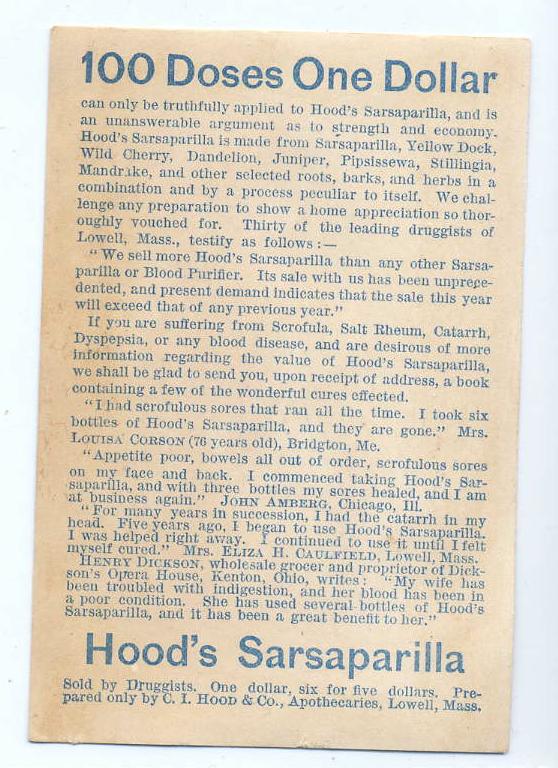 100 Doses One Dollar
can only be truthfully applied to Hood's Sarsaparilla, and is
an unanswerable argument as to strength and economy.
Hood's Sarsaparilla is made from Sarsaparilla, Yellow Dock,
Wild Cherry, Dandelion, Juniper, Pipsissewa, Stillingia,
Mandrake, and other selected roots, barks, and herbs in a
combination and by a process peculiar to itself. We chal-
lenge any preparation to show a home appreciation so thor-
oughly vouched for. Thirty of the leading druggists of
Lowell, Mass., testify as follows:—
"We sell more Hood's Sarsaparilla than any other Sarsa-
parilla or Blood Purifier. Its sale with us has been unprece-
dented, and present demand indicates that the sale this year
will exceed that of any previous year."
If you are suffering from Scrofula, Salt Rheum, Catarrh,
Dyspepsia, or any blood disease, and are desirous of more
information regarding the value of Hood's Sarsaparilla,
we shall be glad to send you, upon receipt of address, a book
containing a few of the wonderful cures effected.
"I had scrofulous sores that ran all the time. I took six
bottles of Hood's Sarsaparilla, and they are gone." Mrs.
LOUISA CORSON (76 years old), Bridgton, Me.
"Appetite poor, bowels all out of order, scrofulous sores
on my face and back. I commenced taking Hood's Sar-
saparilla, and with three bottles my sores healed, and I am
at business again." JOHN AMBERG, Chicago, Ill.
"For many years in succession, I had the catarrh in my
head. Five years ago, I began to use Hood's Sarsaparilla.
I was helped right away. I continued to use it until I felt
myself cured." Mrs. ELIZA H. CAULFIELD, Lowell, Mass.
HENRY DICKSON, wholesale grocer and proprietor of Dick-
son's Opera House, Kenton, Ohio, writes: "My wife has
been troubled with indigestion, and her blood has been in
a poor condition. She has used several bottles of Hood's
Sarsaparilla, and it has been a great benefit to her."
Hood's Sarsaparilla
Sold by Druggists. One dollar, six for five dollars. Pre-
pared only by C. I. HOOD & CO., Apothecaries, Lowell, Mass.